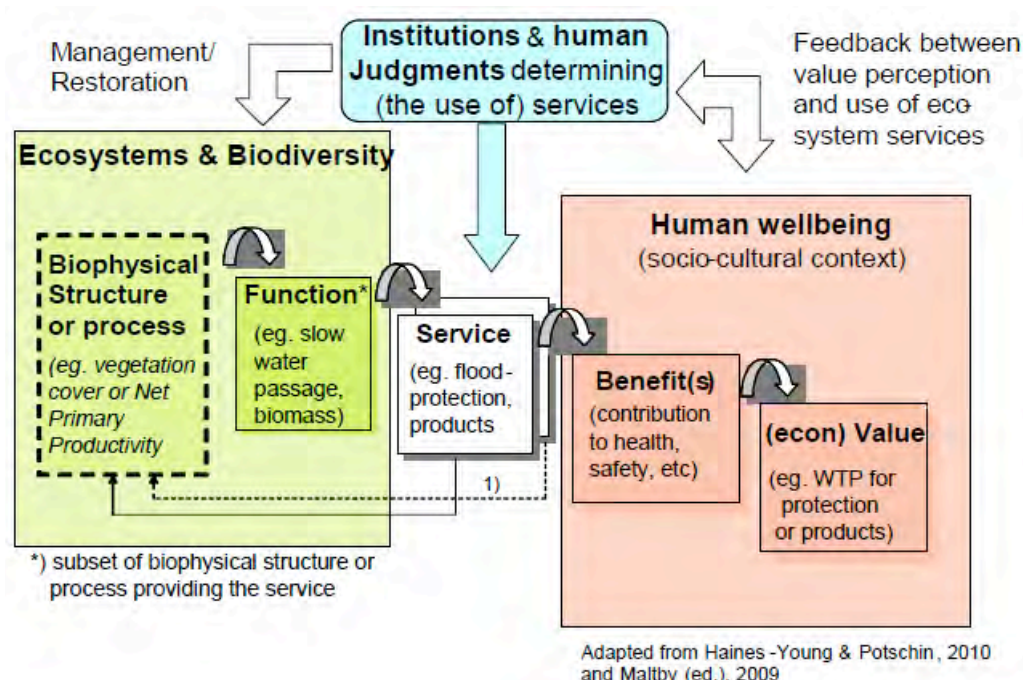 Management/
Restoration
Institutions & human
Judgments determining
(the use of) services
Feedback between
value perception
and use of eco
system services
Ecosystems & Biodiversity
Biophysical
Structure
or process
(eg. vegetation
cover or Net
Primary
Productivity
Function*
(eg. slow
water
passage,
biomass)
Service
(eg. flood-
protection,
products
1)
Human wellbeing
(socio-cultural context)
Benefit(s)
(contribution
to health,
safety, etc)
(econ) Value
(eg. WTP for
protection
or products)
*) subset of biophysical structure or
process providing the service
Adapted from Haines-Young & Potschin, 2010
and Maltby (ed.), 2009